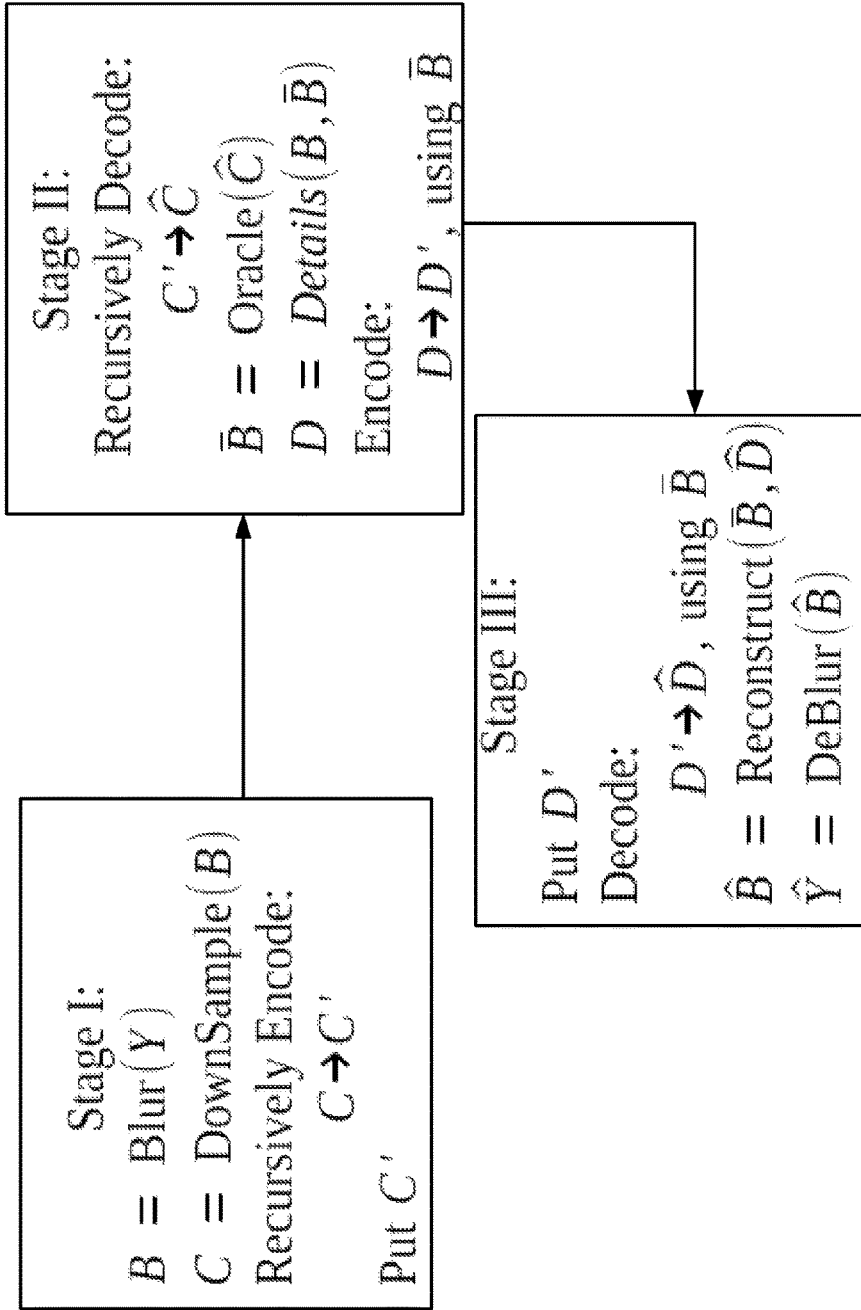 Stage I:
B = Blur(Y)
C = DownSample(B)
Recursively Encode:
C→C'
Put C'
Stage II:
Recursively Decode:
C'→Ĉ
B̄ = Oracle(Ĉ)
D = Details(B,B̄)
Encode:
D→D', using B̄
Stage III:
Put D'
Decode:
D'→D̂, using B̄
B̂ = Reconstruct(B̄,D̂)
Ŷ = DeBlur(B̂)